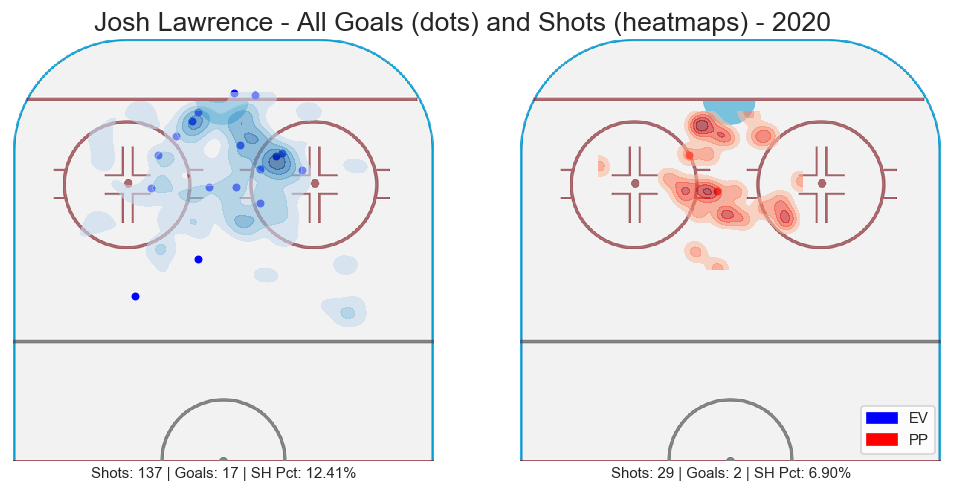 Josh Lawrence - All Goals (dots) and Shots (heatmaps) - 2020
EV
PP
Shots: 137 | Goals: 17 | SH Pct: 12.41%
Shots: 29 | Goals: 2 | SH Pct: 6.90%